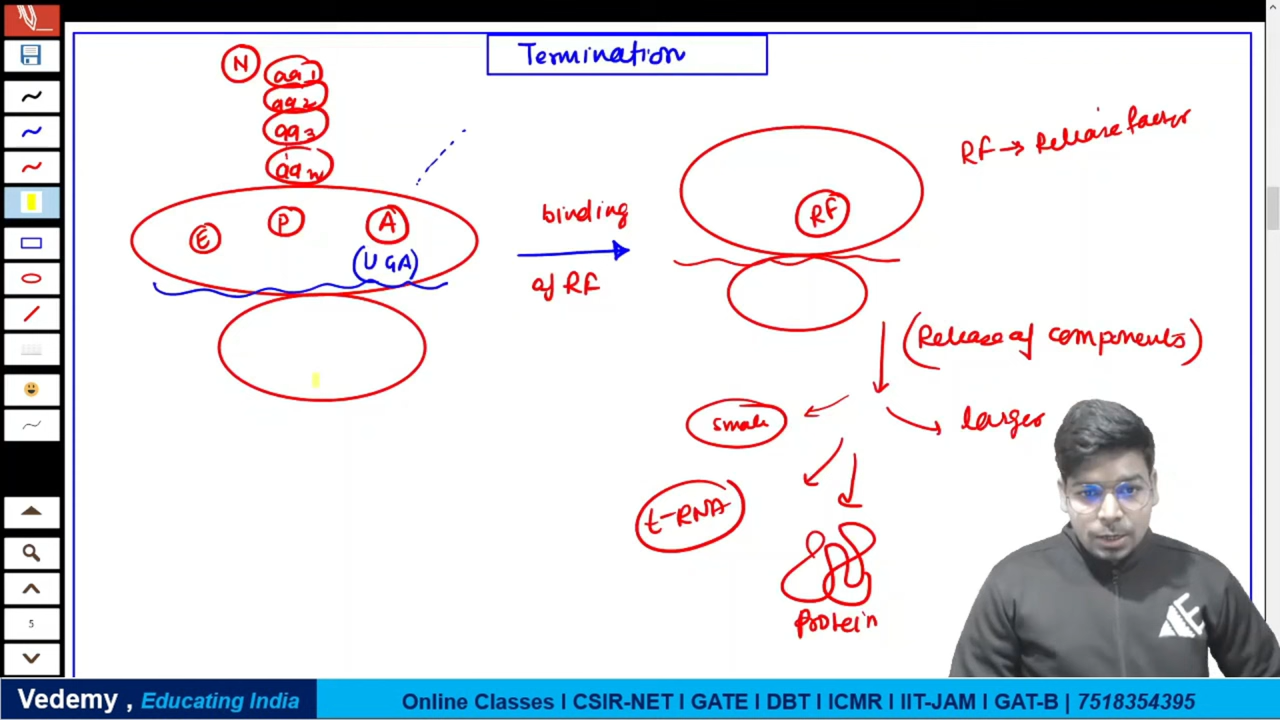 Termination
N
aa1
aa2
aa3
aan
E
P
A
(UGA)
binding
of RF
RF
RF → Release factor
(Release of components)
small
larger
t-RNA
Protein
5
Vedemy , Educating India
Online Classes I CSIR-NET I GATE I DBT I ICMR I IIT-JAM I GAT-B I 7518354395